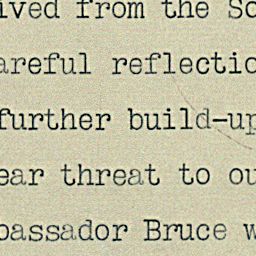 ived from the So
areful reflectio
further build-up
ear threat to ou
bassador Bruce w